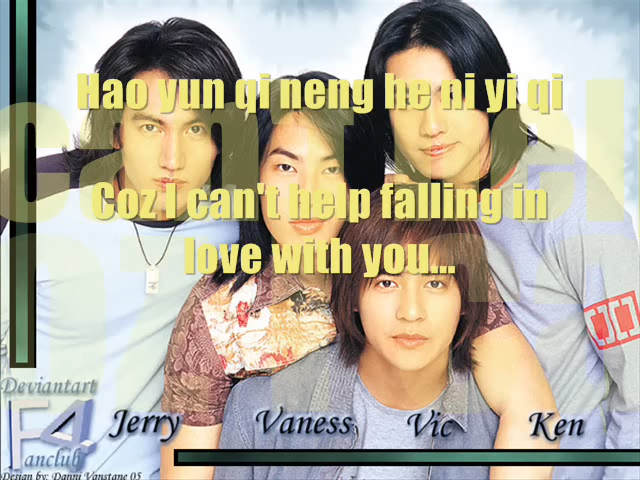 Hao yun qi neng he ni yi qi
Coz I can't help falling in
love with you...
Deviantart
F4
Fanclub
Jerry Vaness Vic Ken
Design by: Danni Vanstane 05